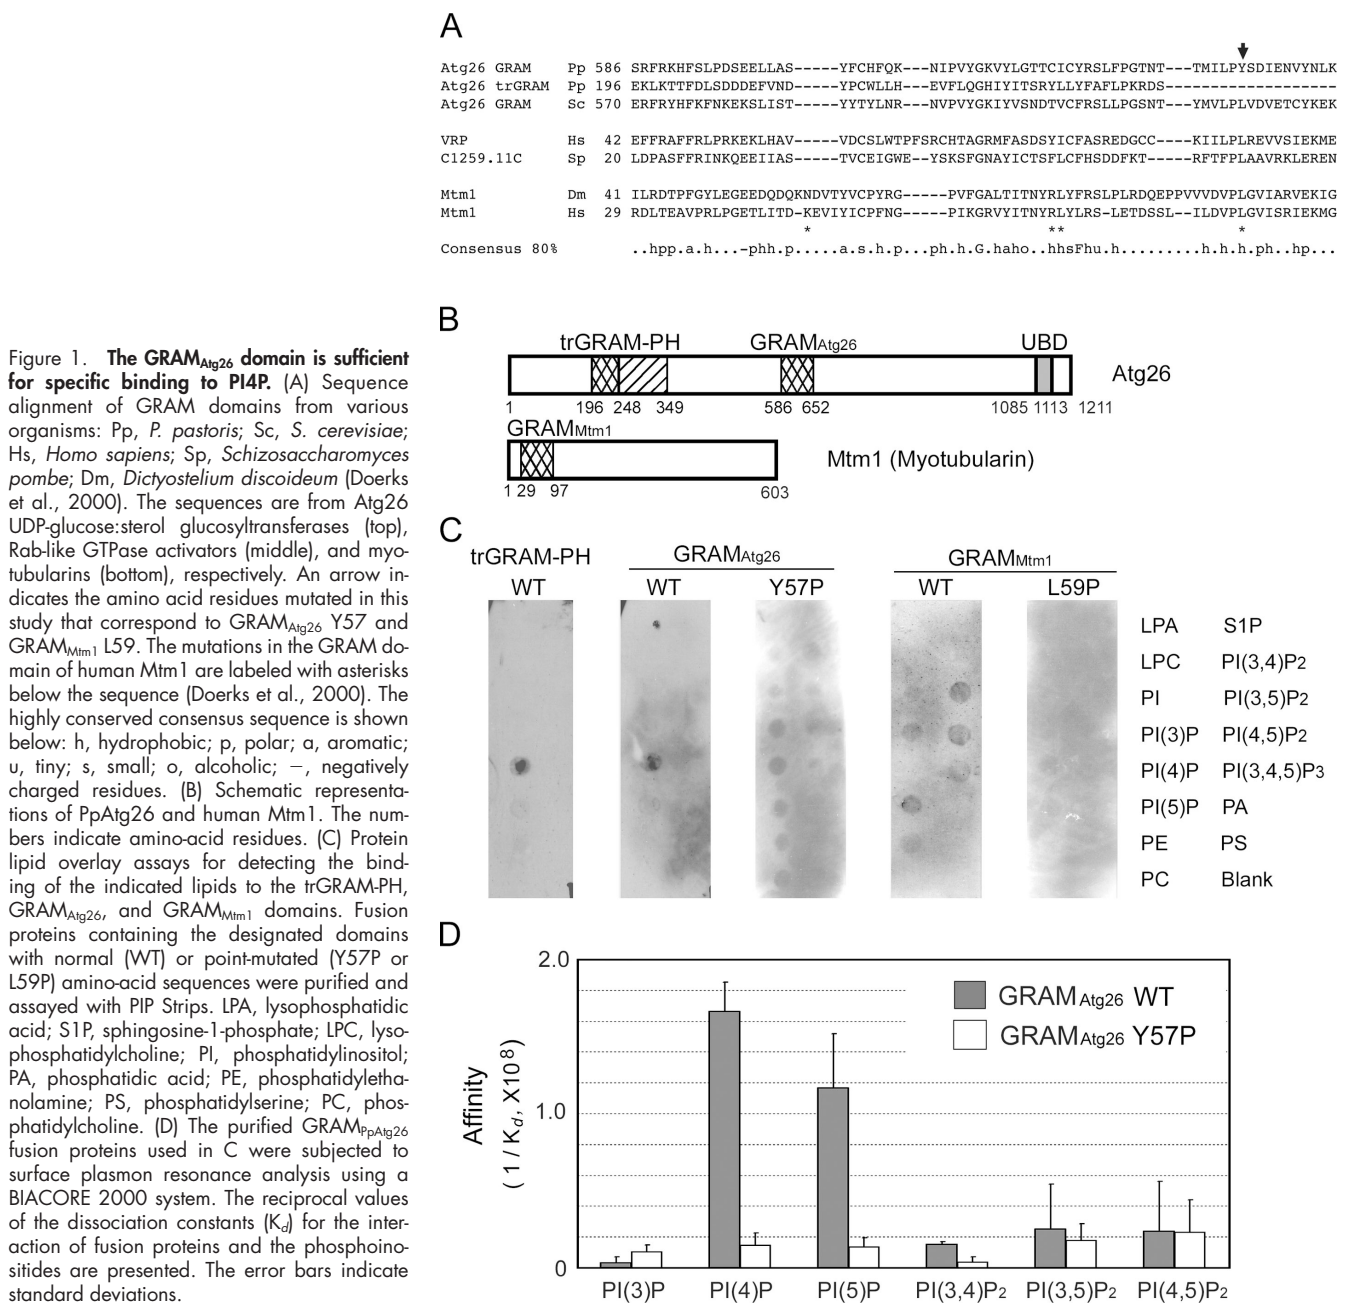 A
Atg26 GRAM Pp 586 SRFRKHFSLPDSEELLAS-----YFCHFQK---NIPVYGKVYLGTTCICYRSLFPGTNT---TMILPYSDIENVYNLK
Atg26 trGRAM Pp 196 EKLKTTFDLSDDDEFVND-----YPCWLLH---EVFLQGHIYITSRYLLYFAFLPKRDS------------------
Atg26 GRAM Sc 570 ERFRYHFKFNKEKSLIST-----YYTYLNR---NVPVYGKIYVSNDTVCFRSLLPGSNT---YMVLPLVDVETCYKEK
VRP Hs 42 EFFRAFFRLPRKEKLHAV-----VDCSLWTPFSRCHTAGRMFASDSYICFASREDGCC----KIILPLREVVSIEKME
C1259.11C Sp 20 LDPASFFRINKQEEIIAS-----TVCEIGWE--YSKSFGNAYICTSFLCFHSDDFKT-----RFTFPLAAVRKLEREN
Mtm1 Dm 41 ILRDTPFGYLEGEEDQDQKNDVTYVCPYRG-----PVFGALTITNYRLYFRSLPLRDQEPPVVVDVPLGVIARVEKIG
Mtm1 Hs 29 RDLTEAVPRLPGETLITD-KEVIYICPFNG-----PIKGRVYITNYRLYLRS-LETDSSL--ILDVPLGVISRIEKMG
* ** *
Consensus 80% ..hpp.a.h...-phh.p.....a.s.h.p...ph.h.G.haho..hhsFhu.h.........h.h.h.ph..hp...
Figure 1. The GRAMAtg26 domain is sufficient
for specific binding to PI4P. (A) Sequence
alignment of GRAM domains from various
organisms: Pp, P. pastoris; Sc, S. cerevisiae;
Hs, Homo sapiens; Sp, Schizosaccharomyces
pombe; Dm, Dictyostelium discoideum (Doerks
et al., 2000). The sequences are from Atg26
UDP-glucose:sterol glucosyltransferases (top),
Rab-like GTPase activators (middle), and myo-
tubularins (bottom), respectively. An arrow in-
dicates the amino acid residues mutated in this
study that correspond to GRAMAtg26 Y57 and
GRAMMtm1 L59. The mutations in the GRAM do-
main of human Mtm1 are labeled with asterisks
below the sequence (Doerks et al., 2000). The
highly conserved consensus sequence is shown
below: h, hydrophobic; p, polar; a, aromatic;
u, tiny; s, small; o, alcoholic; −, negatively
charged residues. (B) Schematic representa-
tions of PpAtg26 and human Mtm1. The num-
bers indicate amino-acid residues. (C) Protein
lipid overlay assays for detecting the bind-
ing of the indicated lipids to the trGRAM-PH,
GRAMAtg26, and GRAMMtm1 domains. Fusion
proteins containing the designated domains
with normal (WT) or point-mutated (Y57P or
L59P) amino-acid sequences were purified and
assayed with PIP Strips. LPA, lysophosphatidic
acid; S1P, sphingosine-1-phosphate; LPC, lyso-
phosphatidylcholine; PI, phosphatidylinositol;
PA, phosphatidic acid; PE, phosphatidyletha-
nolamine; PS, phosphatidylserine; PC, phos-
phatidylcholine. (D) The purified GRAMPpAtg26
fusion proteins used in C were subjected to
surface plasmon resonance analysis using a
BIACORE 2000 system. The reciprocal values
of the dissociation constants (Kd) for the inter-
action of fusion proteins and the phosphoino-
sitides are presented. The error bars indicate
standard deviations.
B
trGRAM-PH GRAMAtg26 UBD
Atg26
1 196 248 349 586 652 1085 1113 1211
GRAMMtm1
Mtm1 (Myotubularin)
1 29 97 603
C
trGRAM-PH GRAMAtg26 GRAMMtm1
WT WT Y57P WT L59P
LPA S1P
LPC PI(3,4)P2
PI PI(3,5)P2
PI(3)P PI(4,5)P2
PI(4)P PI(3,4,5)P3
PI(5)P PA
PE PS
PC Blank
D
Affinity
( 1 / Kd, X10⁸)
2.0
1.0
0
GRAMAtg26 WT
GRAMAtg26 Y57P
PI(3)P PI(4)P PI(5)P PI(3,4)P2 PI(3,5)P2 PI(4,5)P2